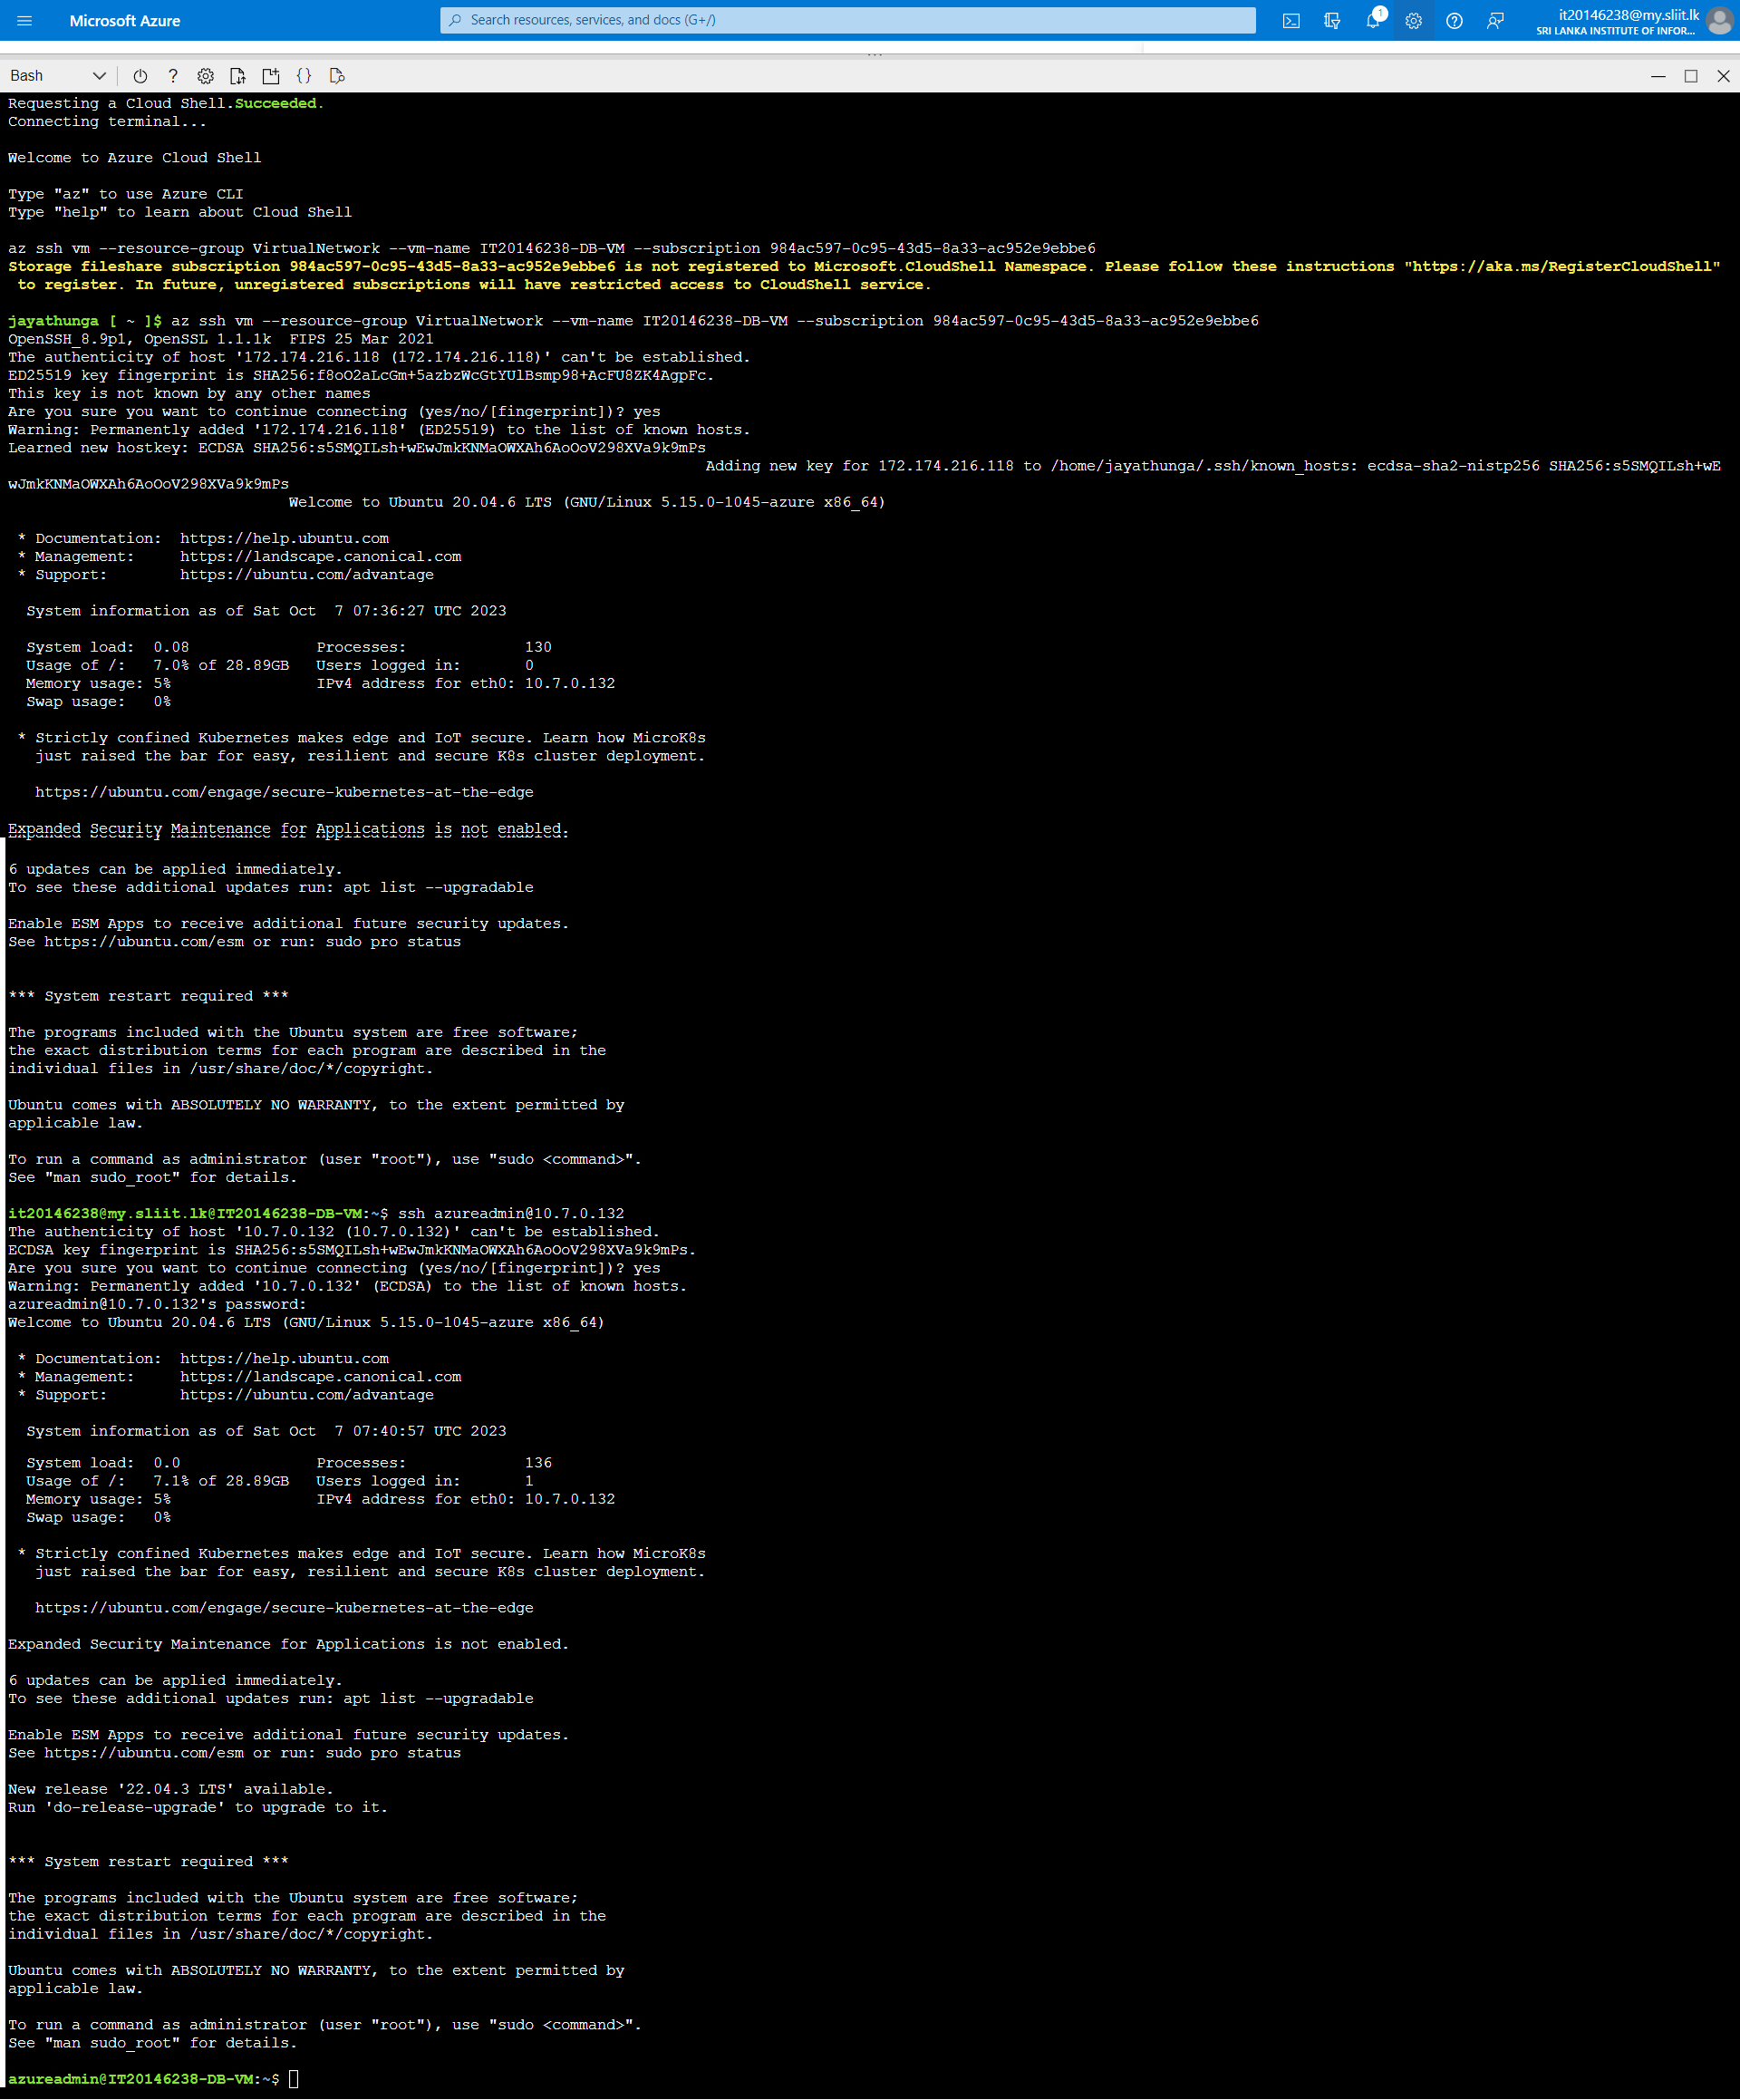 Microsoft Azure
Search resources, services, and docs (G+/)
1
it20146238@my.sliit.lk
SRI LANKA INSTITUTE OF INFOR...
Bash
Requesting a Cloud Shell.Succeeded.
Connecting terminal...
Welcome to Azure Cloud Shell
Type "az" to use Azure CLI
Type "help" to learn about Cloud Shell
az ssh vm --resource-group VirtualNetwork --vm-name IT20146238-DB-VM --subscription 984ac597-0c95-43d5-8a33-ac952e9ebbe6
Storage fileshare subscription 984ac597-0c95-43d5-8a33-ac952e9ebbe6 is not registered to Microsoft.CloudShell Namespace. Please follow these instructions "https://aka.ms/RegisterCloudShell"
to register. In future, unregistered subscriptions will have restricted access to CloudShell service.
jayathunga [ ~ ]$ az ssh vm --resource-group VirtualNetwork --vm-name IT20146238-DB-VM --subscription 984ac597-0c95-43d5-8a33-ac952e9ebbe6
OpenSSH_8.9p1, OpenSSL 1.1.1k  FIPS 25 Mar 2021
The authenticity of host '172.174.216.118 (172.174.216.118)' can't be established.
ED25519 key fingerprint is SHA256:f8oO2aLcGm+5azbzWcGtYUlBsmp98+AcFU8ZK4AgpFc.
This key is not known by any other names
Are you sure you want to continue connecting (yes/no/[fingerprint])? yes
Warning: Permanently added '172.174.216.118' (ED25519) to the list of known hosts.
Learned new hostkey: ECDSA SHA256:s5SMQILsh+wEwJmkKNMaOWXAh6AoOoV298XVa9k9mPs
Adding new key for 172.174.216.118 to /home/jayathunga/.ssh/known_hosts: ecdsa-sha2-nistp256 SHA256:s5SMQILsh+wE
wJmkKNMaOWXAh6AoOoV298XVa9k9mPs
Welcome to Ubuntu 20.04.6 LTS (GNU/Linux 5.15.0-1045-azure x86_64)
* Documentation:  https://help.ubuntu.com
* Management:     https://landscape.canonical.com
* Support:        https://ubuntu.com/advantage
System information as of Sat Oct  7 07:36:27 UTC 2023
System load:  0.08              Processes:             130
Usage of /:   7.0% of 28.89GB   Users logged in:       0
Memory usage: 5%                IPv4 address for eth0: 10.7.0.132
Swap usage:   0%
* Strictly confined Kubernetes makes edge and IoT secure. Learn how MicroK8s
just raised the bar for easy, resilient and secure K8s cluster deployment.
https://ubuntu.com/engage/secure-kubernetes-at-the-edge
Expanded Security Maintenance for Applications is not enabled.
6 updates can be applied immediately.
To see these additional updates run: apt list --upgradable
Enable ESM Apps to receive additional future security updates.
See https://ubuntu.com/esm or run: sudo pro status
*** System restart required ***
The programs included with the Ubuntu system are free software;
the exact distribution terms for each program are described in the
individual files in /usr/share/doc/*/copyright.
Ubuntu comes with ABSOLUTELY NO WARRANTY, to the extent permitted by
applicable law.
To run a command as administrator (user "root"), use "sudo <command>".
See "man sudo_root" for details.
it20146238@my.sliit.lk@IT20146238-DB-VM:~$ ssh azureadmin@10.7.0.132
The authenticity of host '10.7.0.132 (10.7.0.132)' can't be established.
ECDSA key fingerprint is SHA256:s5SMQILsh+wEwJmkKNMaOWXAh6AoOoV298XVa9k9mPs.
Are you sure you want to continue connecting (yes/no/[fingerprint])? yes
Warning: Permanently added '10.7.0.132' (ECDSA) to the list of known hosts.
azureadmin@10.7.0.132's password:
Welcome to Ubuntu 20.04.6 LTS (GNU/Linux 5.15.0-1045-azure x86_64)
* Documentation:  https://help.ubuntu.com
* Management:     https://landscape.canonical.com
* Support:        https://ubuntu.com/advantage
System information as of Sat Oct  7 07:40:57 UTC 2023
System load:  0.0               Processes:             136
Usage of /:   7.1% of 28.89GB   Users logged in:       1
Memory usage: 5%                IPv4 address for eth0: 10.7.0.132
Swap usage:   0%
* Strictly confined Kubernetes makes edge and IoT secure. Learn how MicroK8s
just raised the bar for easy, resilient and secure K8s cluster deployment.
https://ubuntu.com/engage/secure-kubernetes-at-the-edge
Expanded Security Maintenance for Applications is not enabled.
6 updates can be applied immediately.
To see these additional updates run: apt list --upgradable
Enable ESM Apps to receive additional future security updates.
See https://ubuntu.com/esm or run: sudo pro status
New release '22.04.3 LTS' available.
Run 'do-release-upgrade' to upgrade to it.
*** System restart required ***
The programs included with the Ubuntu system are free software;
the exact distribution terms for each program are described in the
individual files in /usr/share/doc/*/copyright.
Ubuntu comes with ABSOLUTELY NO WARRANTY, to the extent permitted by
applicable law.
To run a command as administrator (user "root"), use "sudo <command>".
See "man sudo_root" for details.
azureadmin@IT20146238-DB-VM:~$